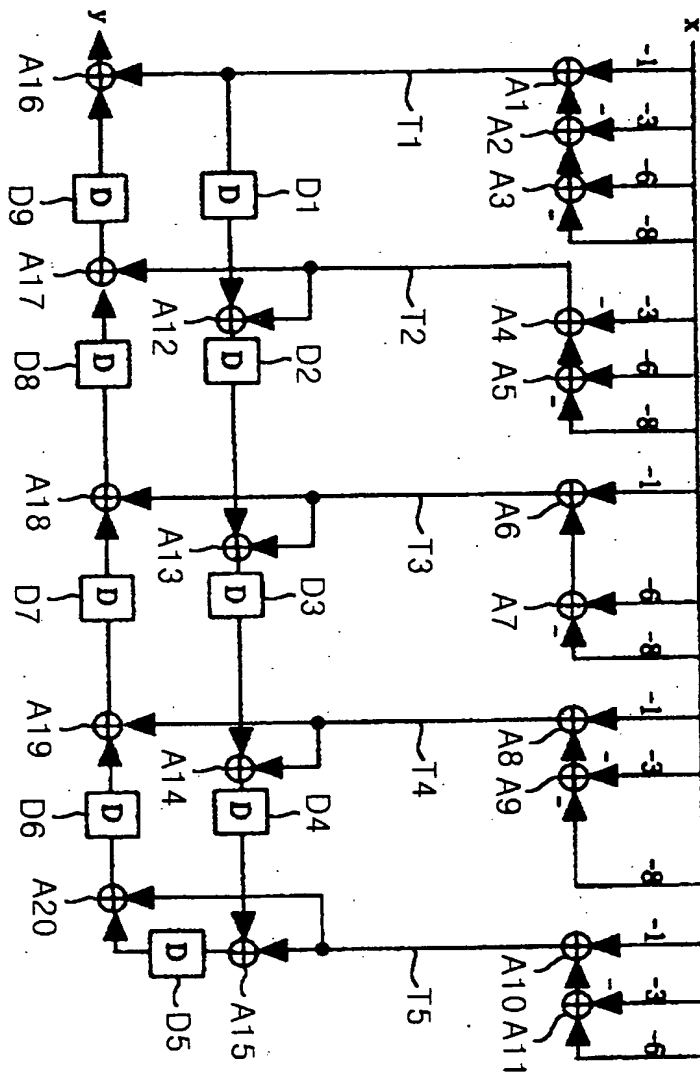 x
-1 -3 -6 -8 -3 -6 -8 -1 -6 -8 -1 -3 -8 -1 -3 -6
- - - -
A1 A2 A3 A4 A5 A6 A7 A8 A9 A10 A11
- - - -
T1 T2 T3 T4 T5
D1 D2 D3 D4
D D D D
A12 A13 A14 A15
D
D5
y
D D D D
A16 D9 A17 D8 A18 D7 A19 D6 A20